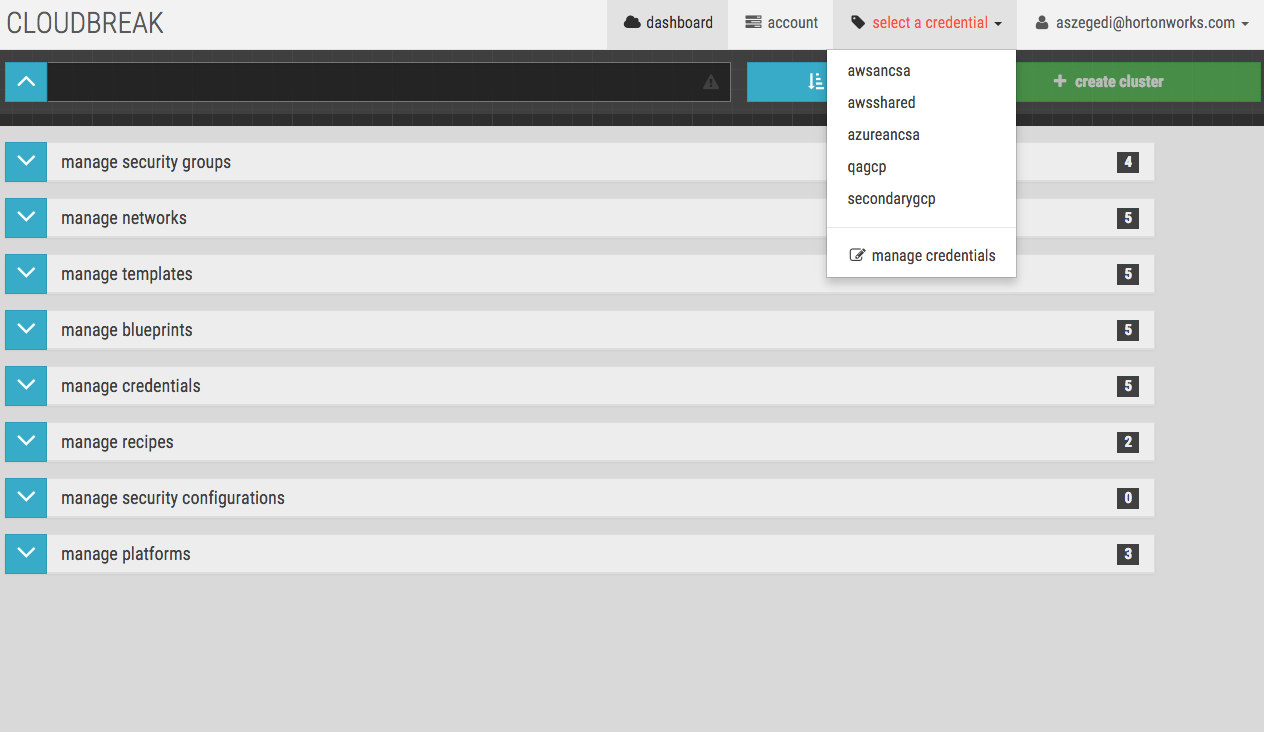 CLOUDBREAK
dashboard
account
select a credential
aszegedi@hortonworks.com
awsancsa
awsshared
azureancsa
qagcp
secondarygcp
manage credentials
create cluster
manage security groups 4
manage networks 5
manage templates 5
manage blueprints 5
manage credentials 5
manage recipes 2
manage security configurations 0
manage platforms 3